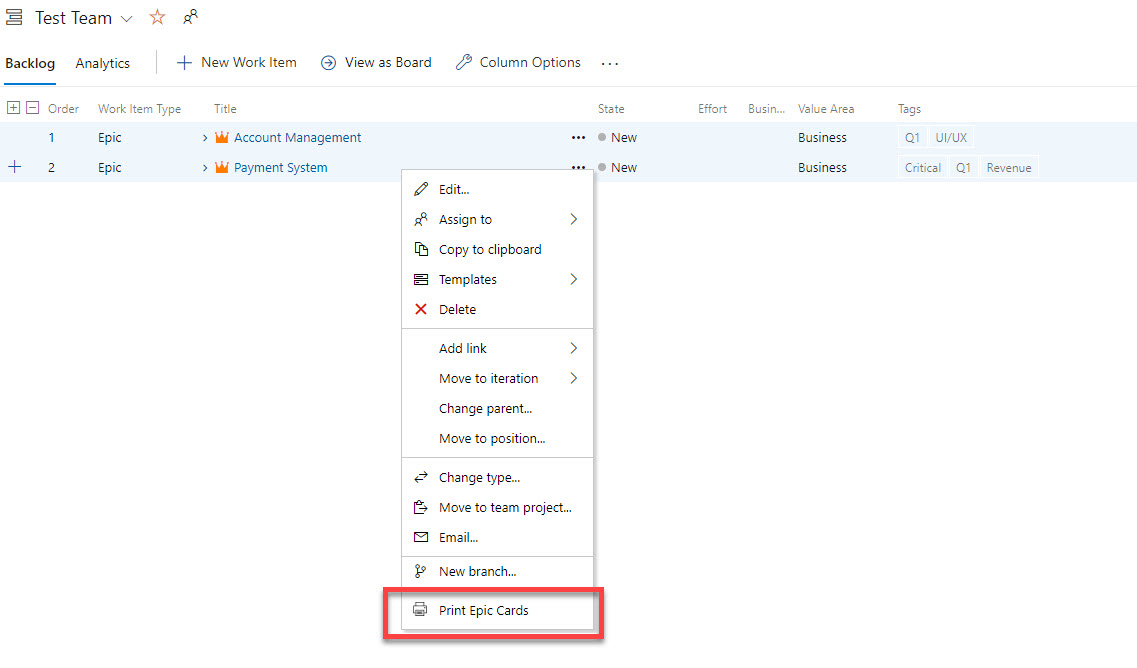 Test Team
Backlog Analytics New Work Item View as Board Column Options ...
Order Work Item Type Title State Effort Busin... Value Area Tags
1 Epic Account Management ... New Business Q1 UI/UX
2 Epic Payment System ... New Business Critical Q1 Revenue
Edit...
Assign to
Copy to clipboard
Templates
Delete
Add link
Move to iteration
Change parent...
Move to position...
Change type...
Move to team project...
Email...
New branch...
Print Epic Cards